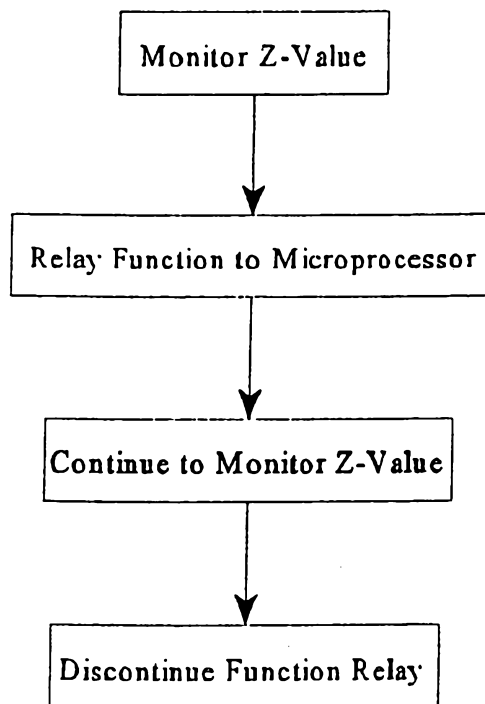 Monitor Z-Value
Relay Function to Microprocessor
Continue to Monitor Z-Value
Discontinue Function Relay